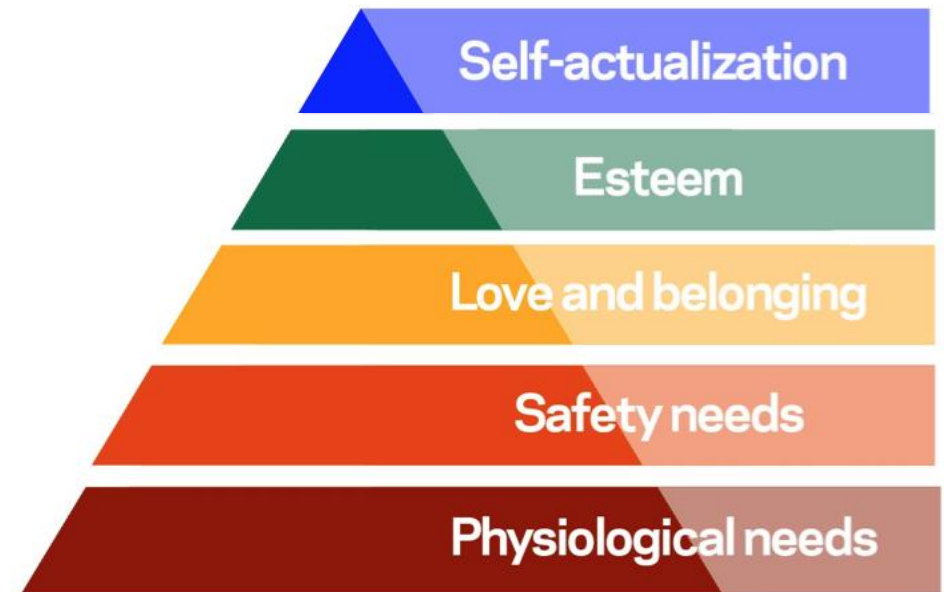 Self-actualization
Esteem
Love and belonging
Safety needs
Physiological needs